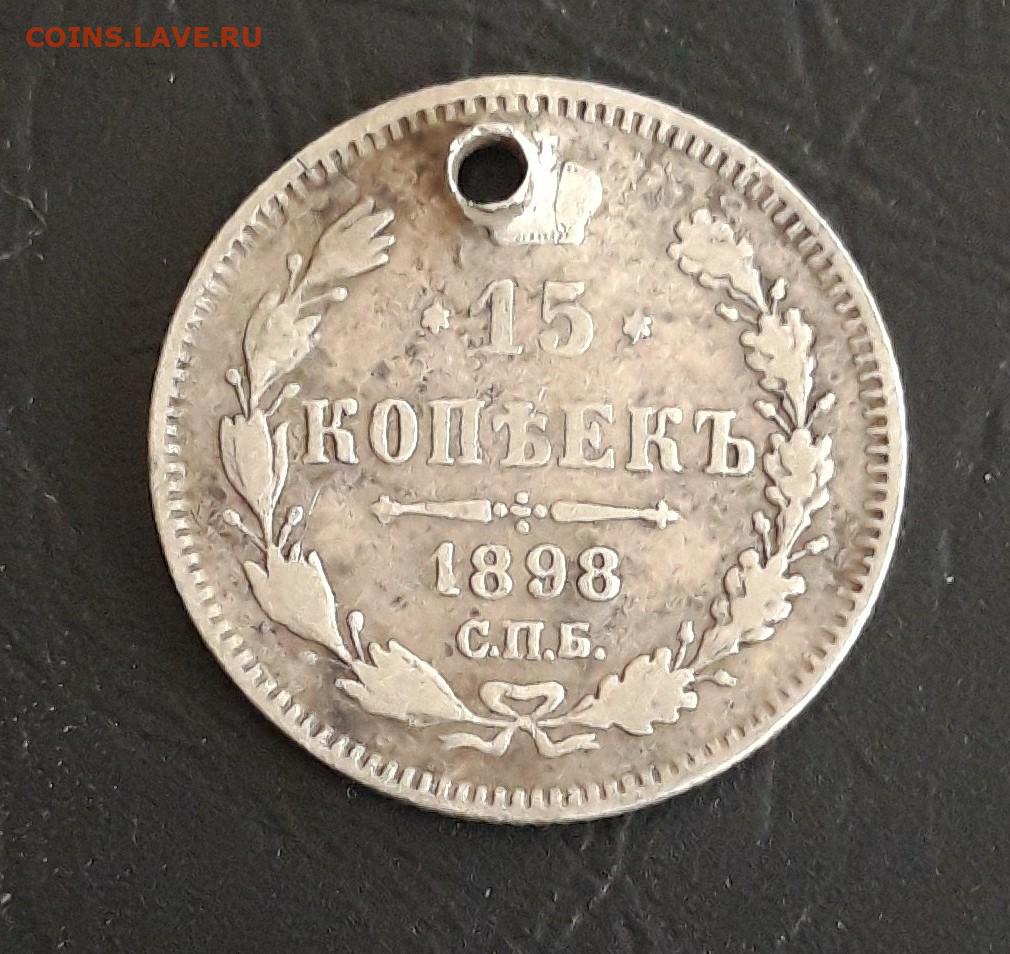 COINS.LAVE.RU
* 15 *
КОПѢЕКЪ
1898
С.П.Б.